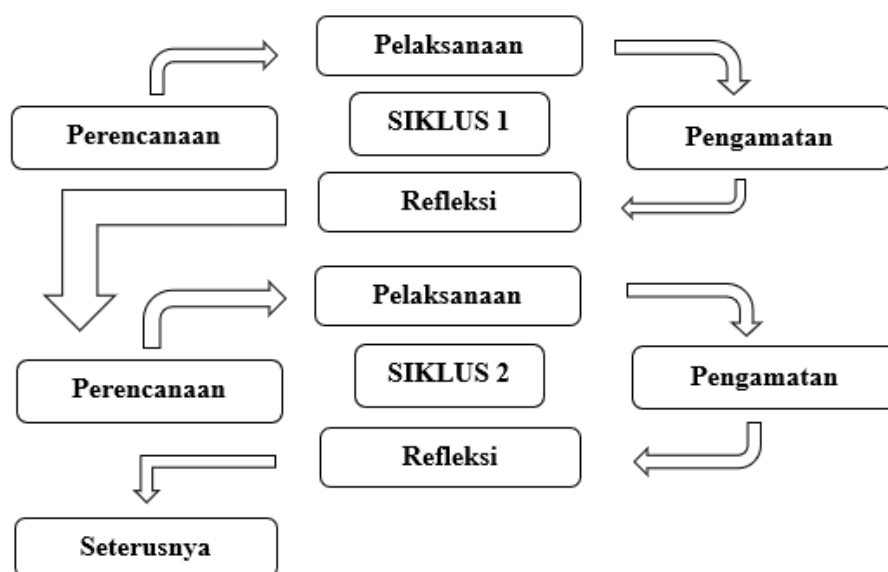 Pelaksanaan
Perencanaan
SIKLUS 1
Pengamatan
Refleksi
Pelaksanaan
Perencanaan
SIKLUS 2
Pengamatan
Refleksi
Seterusnya